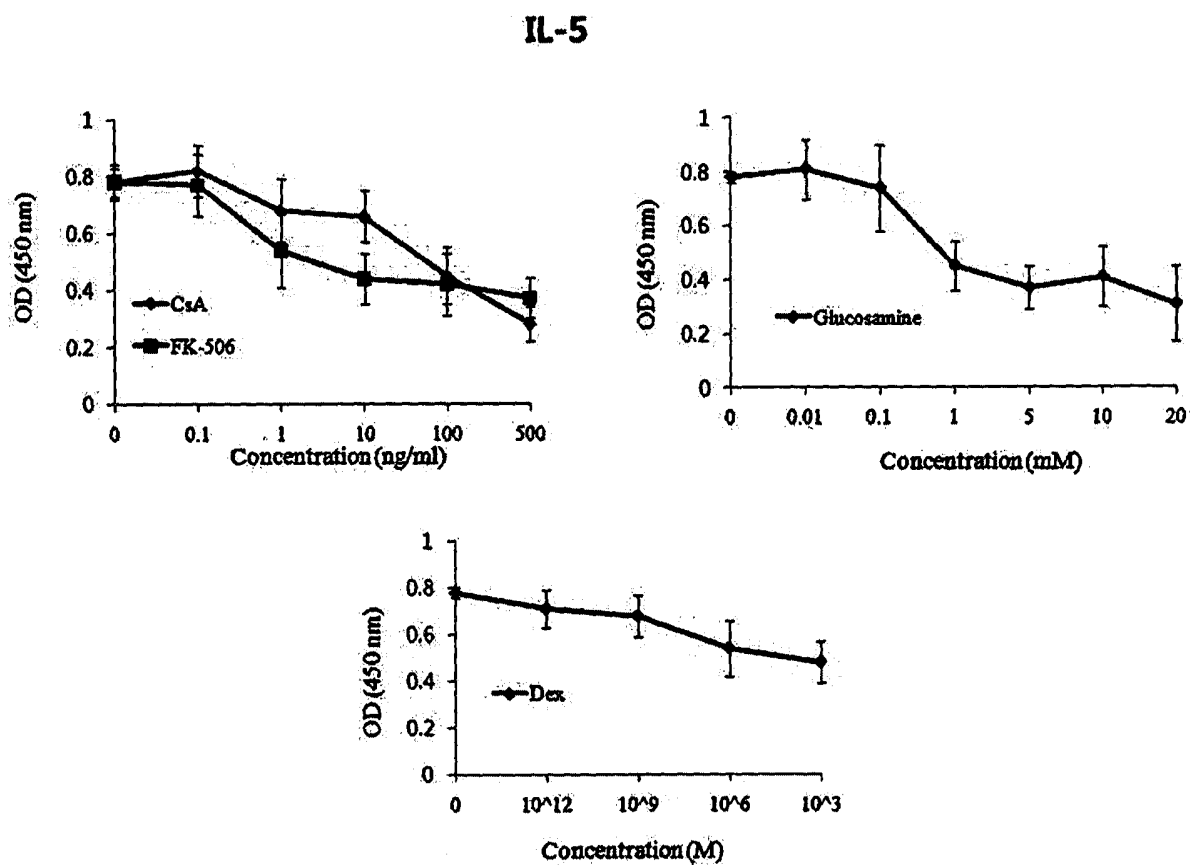 IL-5
1
0.8
0.6
0.4
0.2
0
OD (450 nm)
CsA
FK-506
0 0.1 1 10 100 500
Concentration (ng/ml)
1
0.8
0.6
0.4
0.2
0
OD (450 nm)
Glucosamine
0 0.01 0.1 1 5 10 20
Concentration (mM)
1
0.8
0.6
0.4
0.2
0
OD (450 nm)
Dex
0 10^12 10^9 10^6 10^3
Concentration (M)